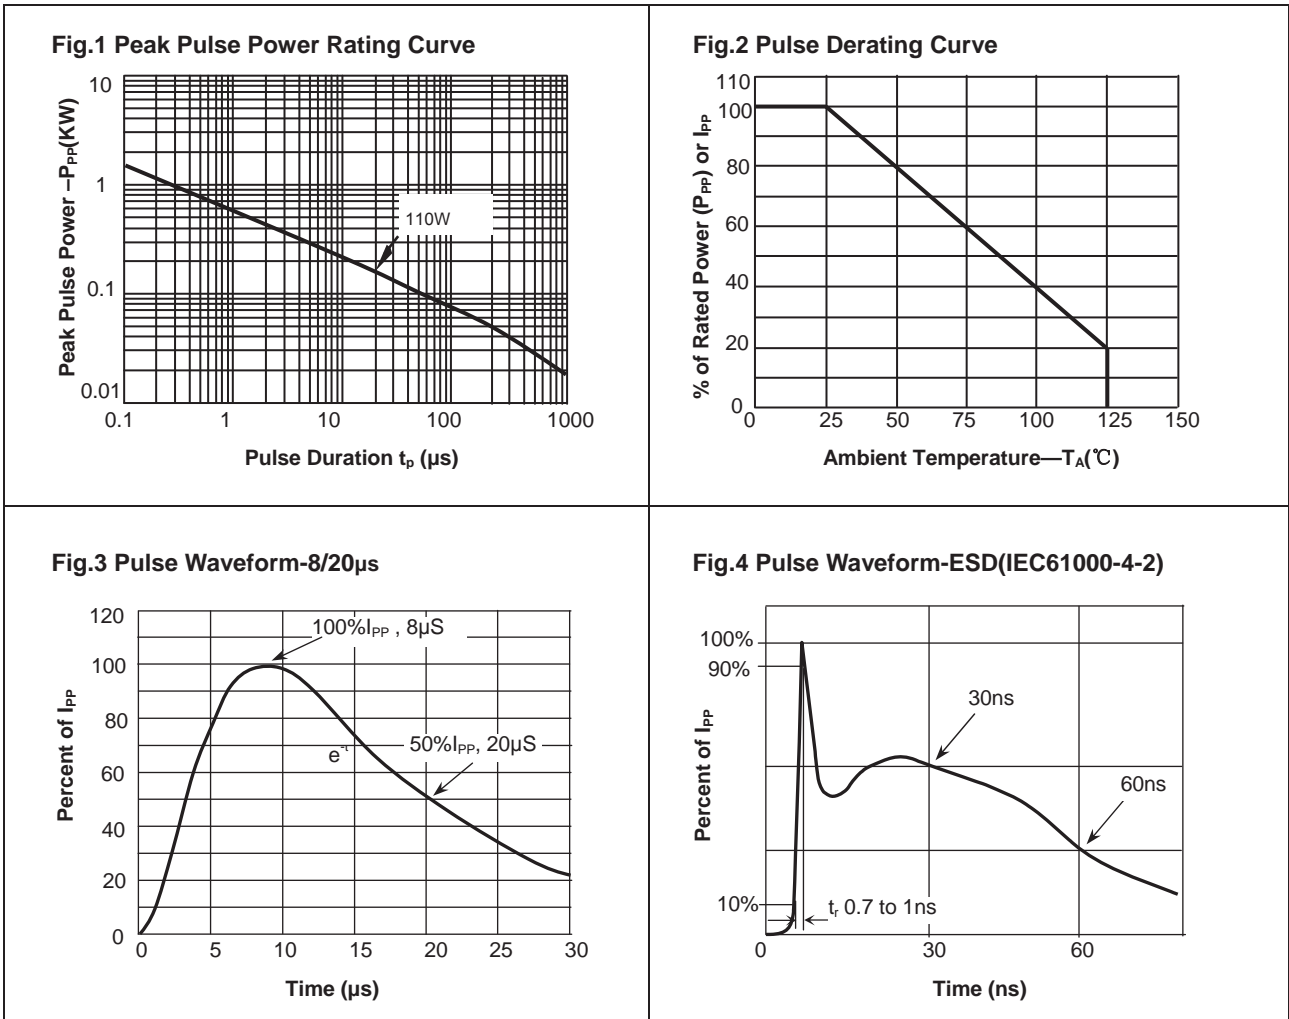 Fig.1 Peak Pulse Power Rating Curve
Peak Pulse Power –PPP(KW)
10
1
0.1
0.01
110W
0.1 1 10 100 1000
Pulse Duration tp (µs)
Fig.2 Pulse Derating Curve
% of Rated Power (PPP) or IPP
110
100
80
60
40
20
0
0 25 50 75 100 125 150
Ambient Temperature—TA(℃)
Fig.3 Pulse Waveform-8/20µs
Percent of IPP
120
100
80
60
40
20
0
100%IPP , 8µS
e-t
50%IPP, 20µS
0 5 10 15 20 25 30
Time (µs)
Fig.4 Pulse Waveform-ESD(IEC61000-4-2)
Percent of IPP
100%
90%
10%
30ns
60ns
tr 0.7 to 1ns
0 30 60
Time (ns)